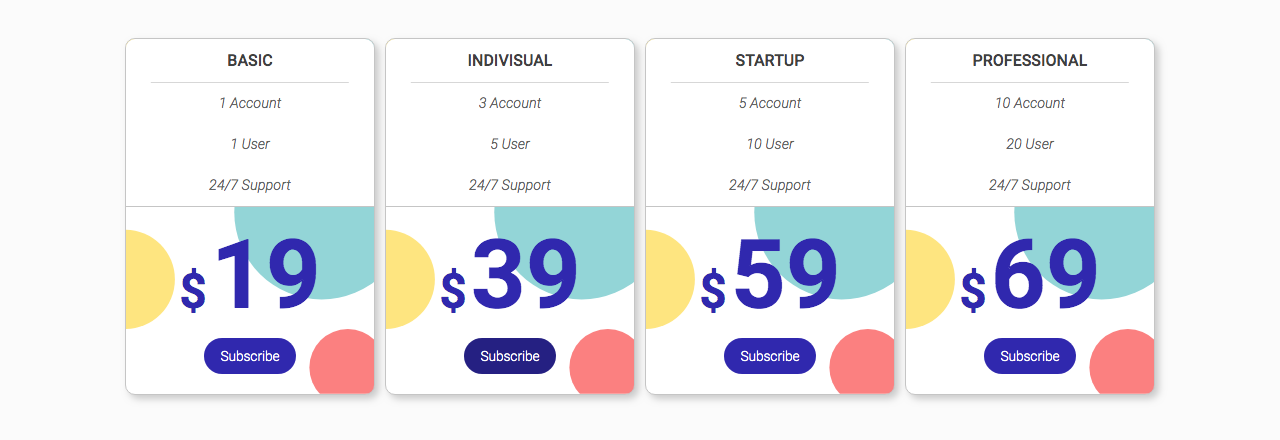 BASIC
1 Account
1 User
24/7 Support
$19
Subscribe
INDIVISUAL
3 Account
5 User
24/7 Support
$39
Subscribe
STARTUP
5 Account
10 User
24/7 Support
$59
Subscribe
PROFESSIONAL
10 Account
20 User
24/7 Support
$69
Subscribe